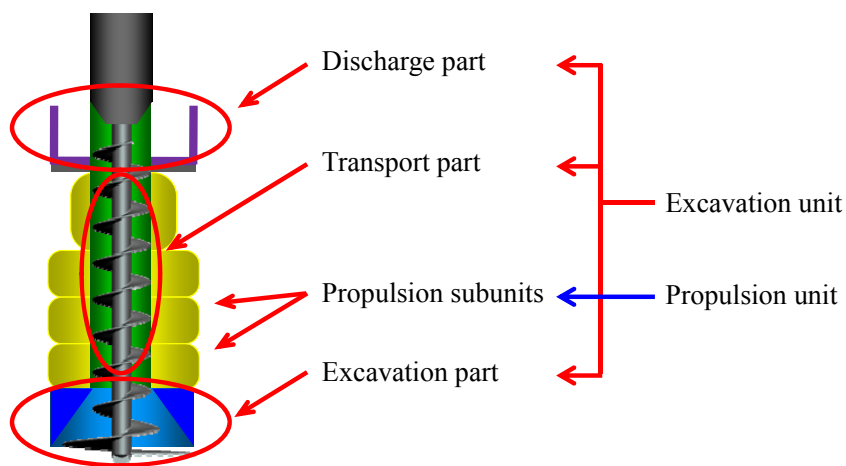 Discharge part
Transport part
Excavation unit
Propulsion subunits
Propulsion unit
Excavation part